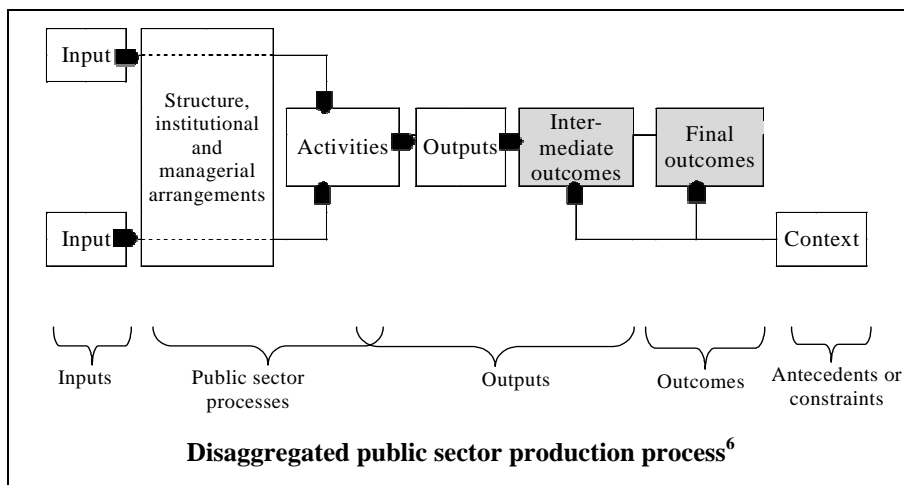 Input
Structure,
institutional
and
managerial
arrangements
Activities
Outputs
Inter-
mediate
outcomes
Final
outcomes
Input
Context
Inputs
Public sector
processes
Outputs
Outcomes
Antecedents or
constraints
Disaggregated public sector production process⁶